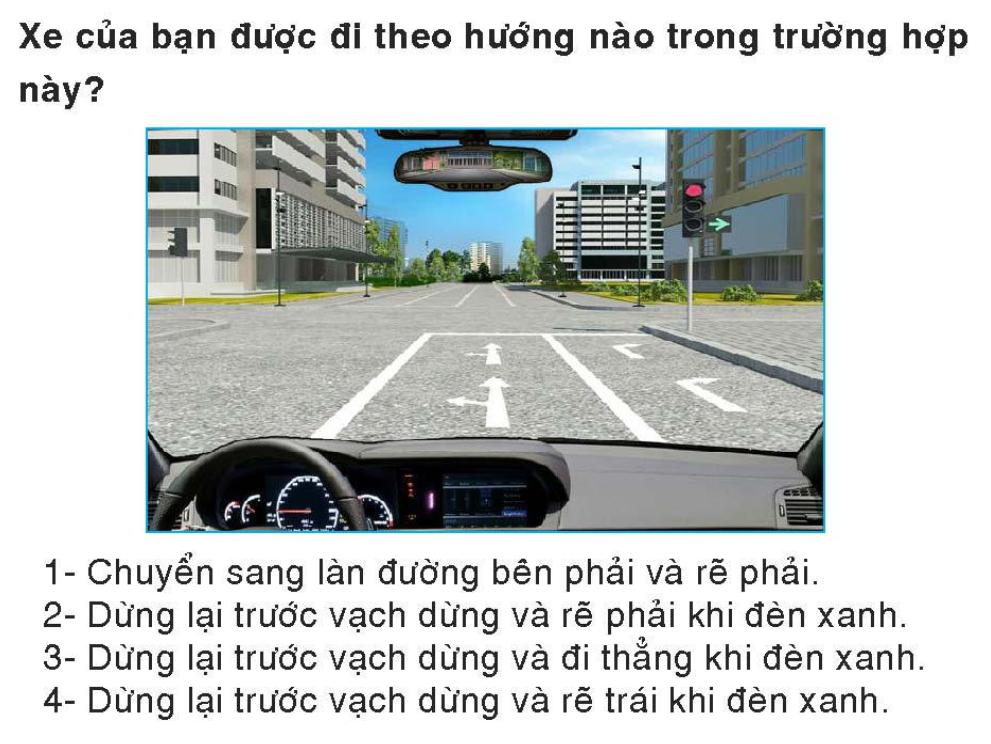 Xe của bạn được đi theo hướng nào trong trường hợp
này?
1- Chuyển sang làn đường bên phải và rẽ phải.
2- Dừng lại trước vạch dừng và rẽ phải khi đèn xanh.
3- Dừng lại trước vạch dừng và đi thẳng khi đèn xanh.
4- Dừng lại trước vạch dừng và rẽ trái khi đèn xanh.